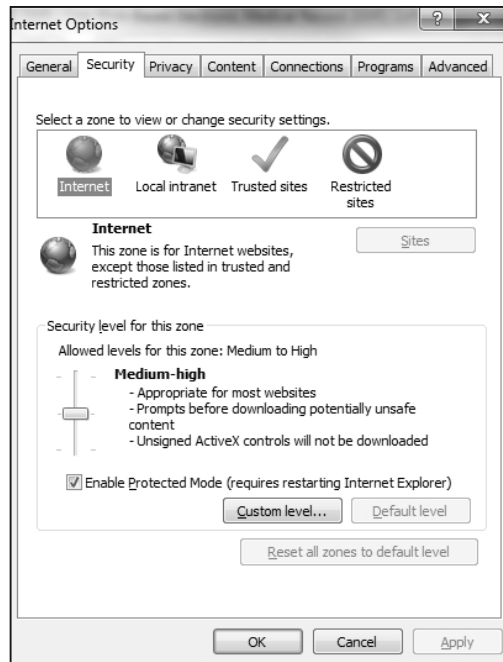 Internet Options
General Security Privacy Content Connections Programs Advanced
Select a zone to view or change security settings.
Internet Local intranet Trusted sites Restricted
sites
Internet
Sites
This zone is for Internet websites,
except those listed in trusted and
restricted zones.
Security level for this zone
Allowed levels for this zone: Medium to High
Medium-high
- Appropriate for most websites
- Prompts before downloading potentially unsafe
content
- Unsigned ActiveX controls will not be downloaded
Enable Protected Mode (requires restarting Internet Explorer)
Custom level... Default level
Reset all zones to default level
OK Cancel Apply